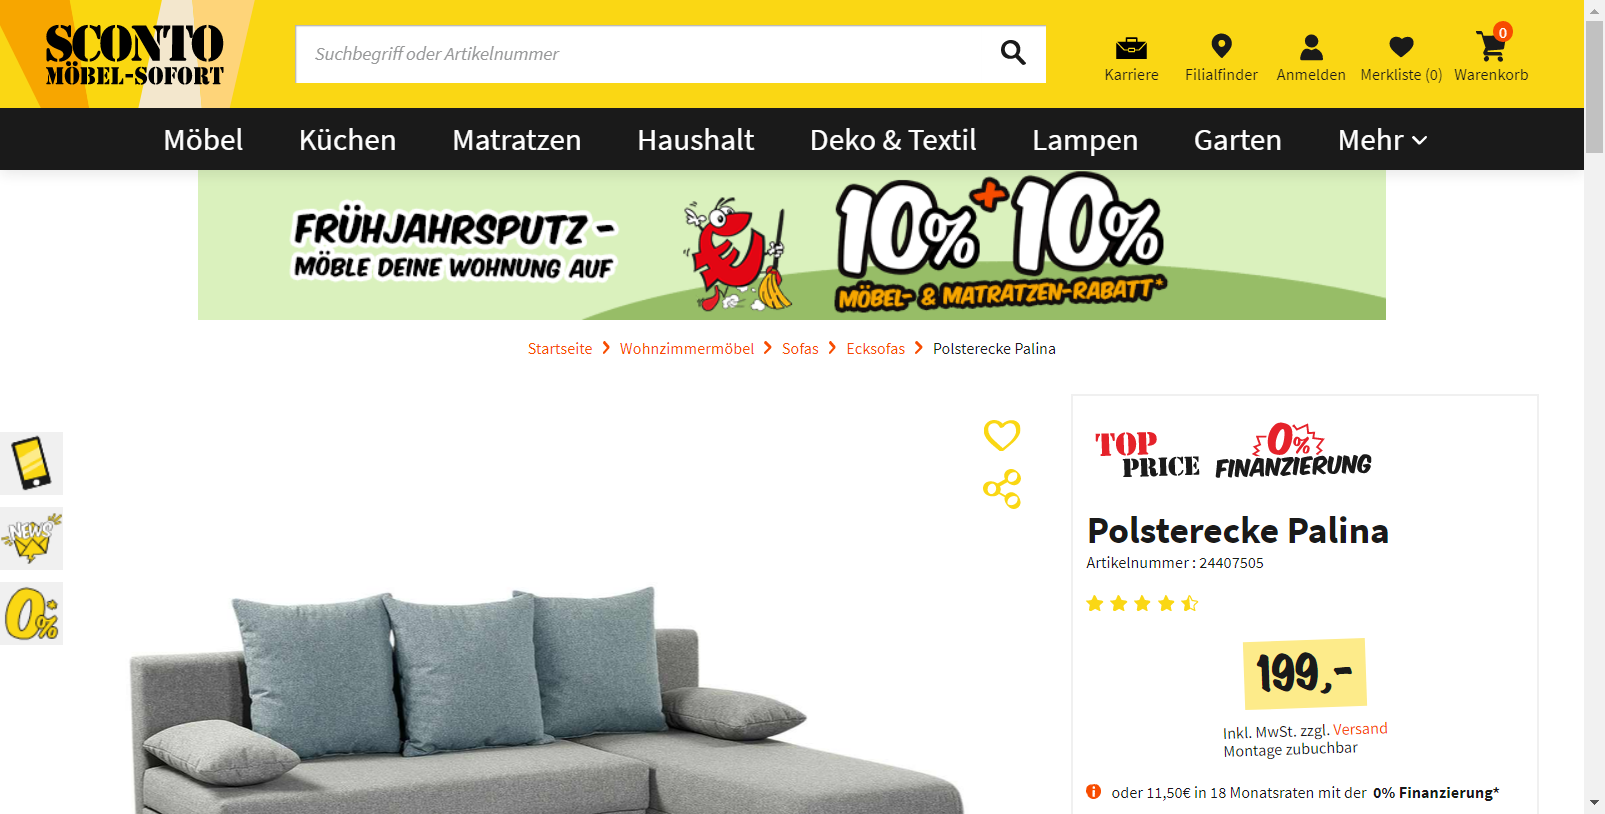 SCONTO
MÖBEL-SOFORT
Suchbegriff oder Artikelnummer
Karriere
Filialfinder
Anmelden
Merkliste (0)
0
Warenkorb
Möbel
Küchen
Matratzen
Haushalt
Deko & Textil
Lampen
Garten
Mehr
FRÜHJAHRSPUTZ -
MÖBLE DEINE WOHNUNG AUF
10% + 10%
MÖBEL- & MATRATZEN-RABATT*
Startseite
Wohnzimmermöbel
Sofas
Ecksofas
Polsterecke Palina
NEWS
0%*
TOP
PRICE
0%
FINANZIERUNG
Polsterecke Palina
Artikelnummer : 24407505
199,-
Inkl. MwSt. zzgl. Versand
Montage zubuchbar
oder 11,50€ in 18 Monatsraten mit der 0% Finanzierung*